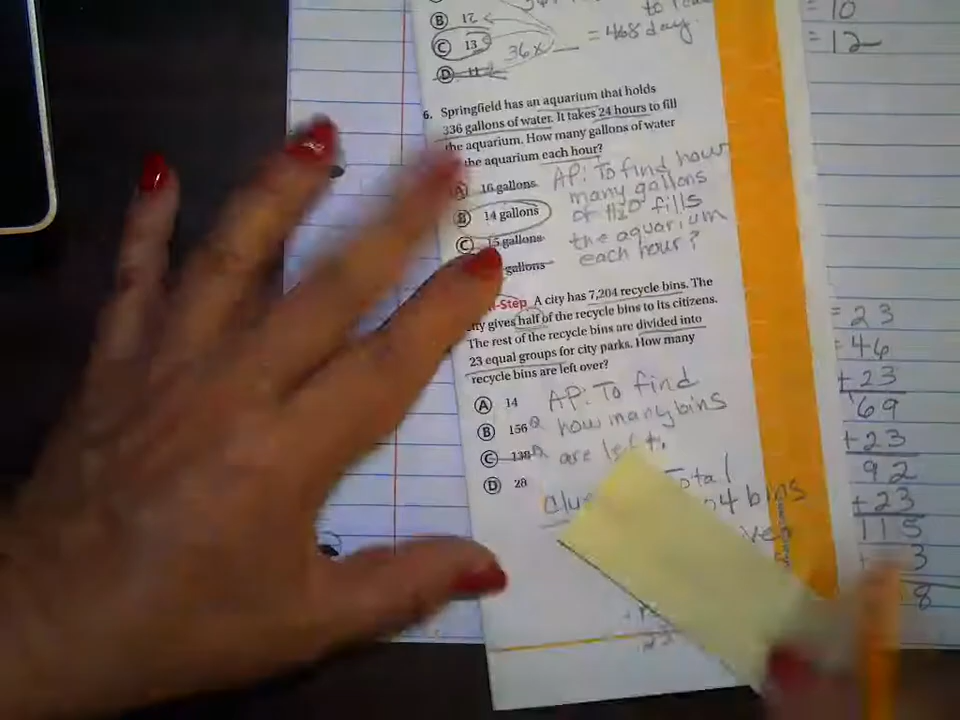 to read
B 12
C 13
36 x __ = 468 day
D
= 10
= 12
6. Springfield has an aquarium that holds
336 gallons of water. It takes 24 hours to fill
the aquarium. How many gallons of water
the aquarium each hour?
A 16 gallons
B 14 gallons
C 15 gallons
gallons
AP: To find how
many gallons
of H2O fills
the aquarium
each hour?
-Step A city has 7,204 recycle bins. The
city gives half of the recycle bins to its citizens.
The rest of the recycle bins are divided into
23 equal groups for city parks. How many
recycle bins are left over?
A 14
B 156
C 138
D 28
AP: To find
how many bins
are left.
Total
04 bins
= 23
= 46
+ 23
69
+ 23
92
+ 23
115
3
8